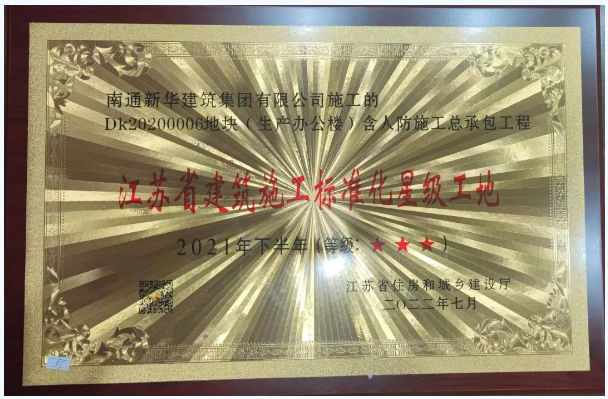 南通新华建筑集团有限公司施工的
Dk20200006地块（生产办公楼）含人防施工总承包工程
江苏省建筑施工标准化星级工地
2021年下半年（等级：★★★）
江苏省住房和城乡建设厅
二〇二二年七月